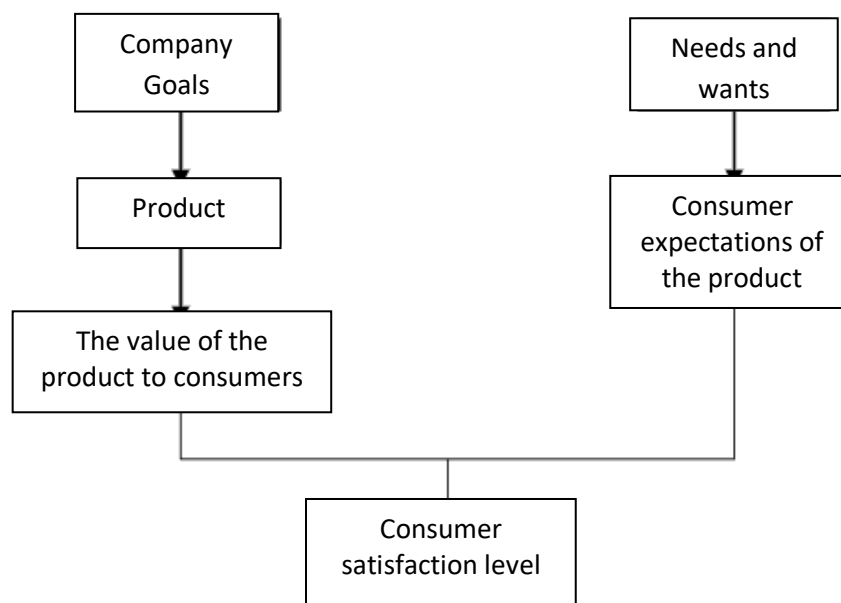 Company
Goals
Needs and
wants
Product
Consumer
expectations of
the product
The value of the
product to consumers
Consumer
satisfaction level